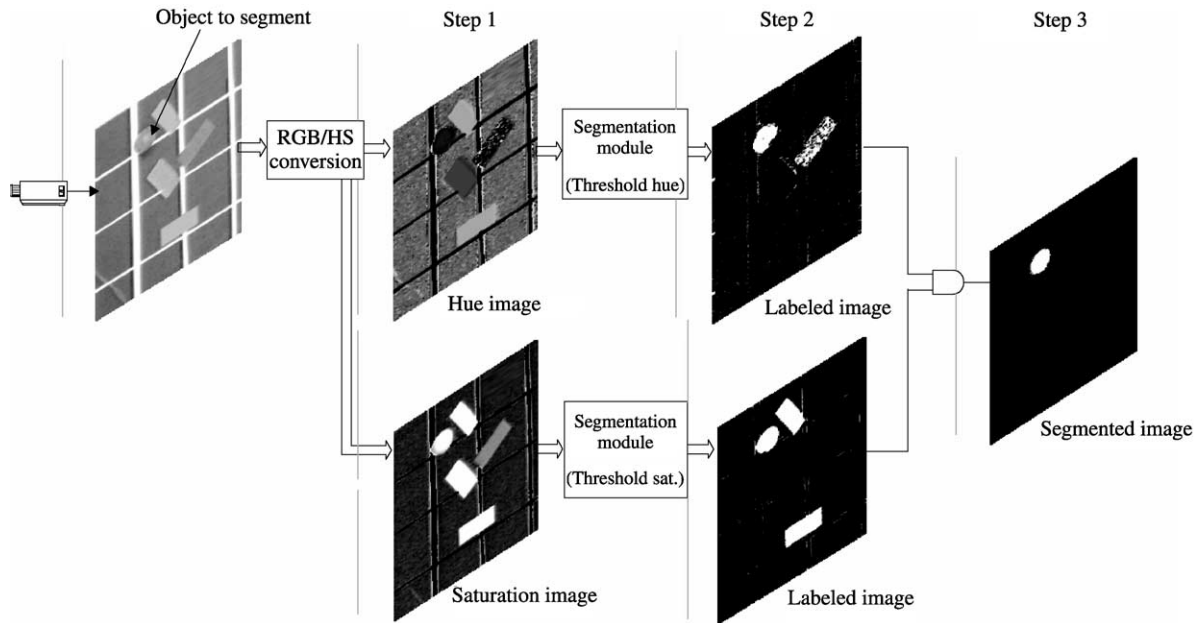 Object to segment
Step 1
Step 2
Step 3
RGB/HS
conversion
Segmentation
module
(Threshold hue)
Hue image
Labeled image
Segmentation
module
(Threshold sat.)
Saturation image
Labeled image
Segmented image